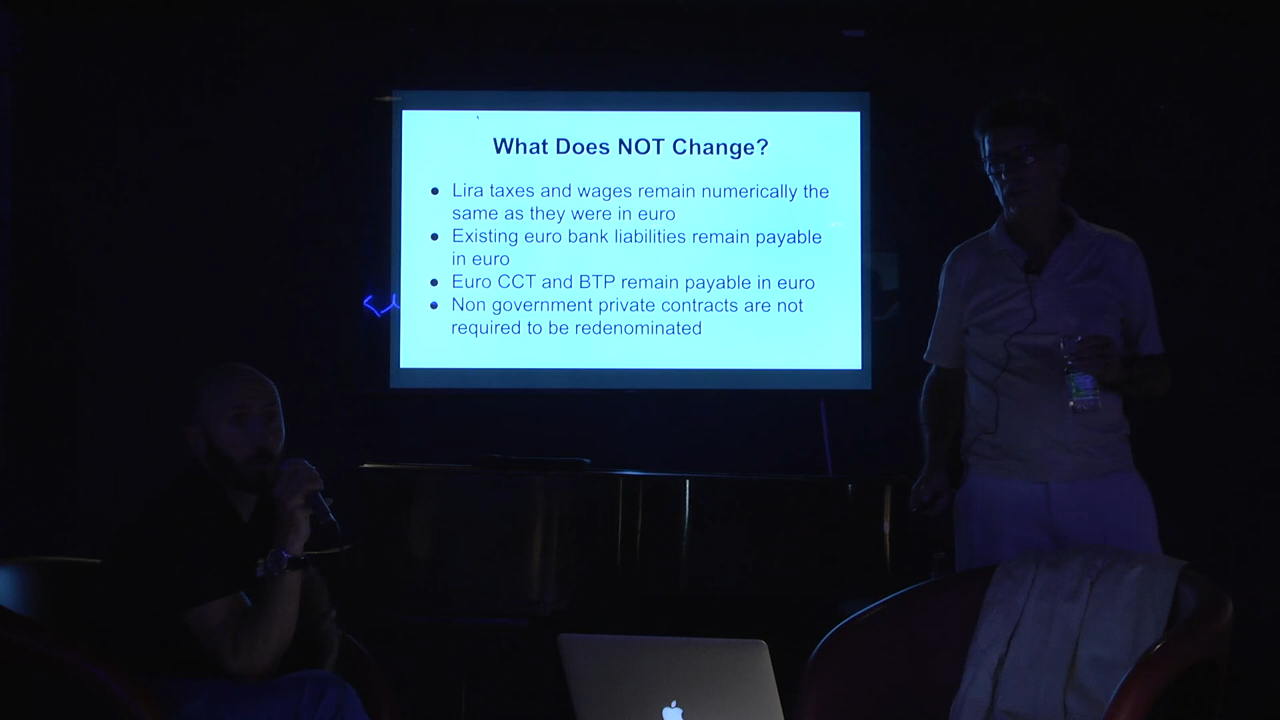 What Does NOT Change?
● Lira taxes and wages remain numerically the
same as they were in euro
● Existing euro bank liabilities remain payable
in euro
● Euro CCT and BTP remain payable in euro
● Non government private contracts are not
required to be redenominated